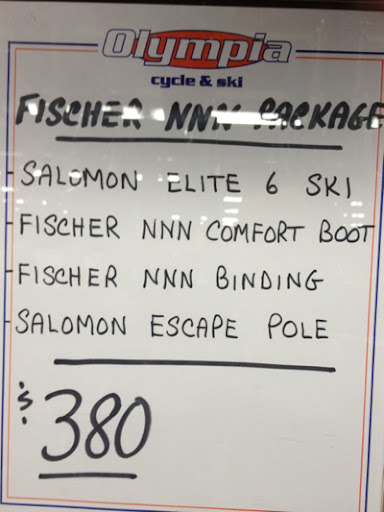 Olympia
cycle & ski
FISCHER NNN PACKAGE
- SALOMON ELITE 6 SKI
- FISCHER NNN COMFORT BOOT
- FISCHER NNN BINDING
- SALOMON ESCAPE POLE
$380